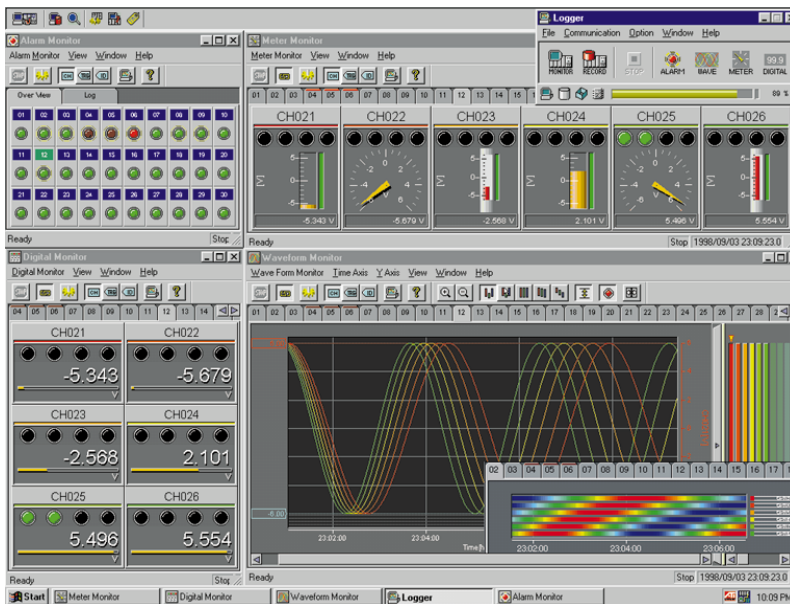 Logger
File Communication Option Window Help
MONITOR RECORD STOP ALARM WAVE METER DIGITAL
89 %
Alarm Monitor
Alarm Monitor View Window Help
Over View Log
01 02 03 04 05 06 07 08 09 10
11 12 13 14 15 16 17 18 19 20
21 22 23 24 25 26 27 28 29 30
Ready Stop
Meter Monitor
Meter Monitor View Window Help
01 02 03 04 05 06 07 08 09 10 11 12 13 14
CH021 CH022 CH023 CH024 CH025 CH026
[V] [V]
-5.343 V -5.679 V -2.568 V 2.101 V 5.496 V 5.554 V
Ready Stop 1998/09/03 23:09:23.0
Digital Monitor
Digital Monitor View Window Help
04 05 06 07 08 09 10 11 12 13 14
CH021 CH022
-5.343 -5.679
V V
CH023 CH024
-2.568 2.101
V V
CH025 CH026
5.496 5.554
V V
Ready Stop
Waveform Monitor
Wave Form Monitor Time Axis Y Axis View Window Help
01 02 03 04 05 06 07 08 09 10 11 12 13 14 15 16 17 18 19 20 21 22 23 24 25 26 27 28
-6.00
23:02:00 23:04:00
02 03 04 05 06 07 08 09 10 11 12 13 14 15 16 17
23:02:00 23:04:00 23:06:00
Ready Stop 1998/09/03 23:09:23.0
Start Meter Monitor Digital Monitor Waveform Monitor Logger Alarm Monitor 10:09 PM